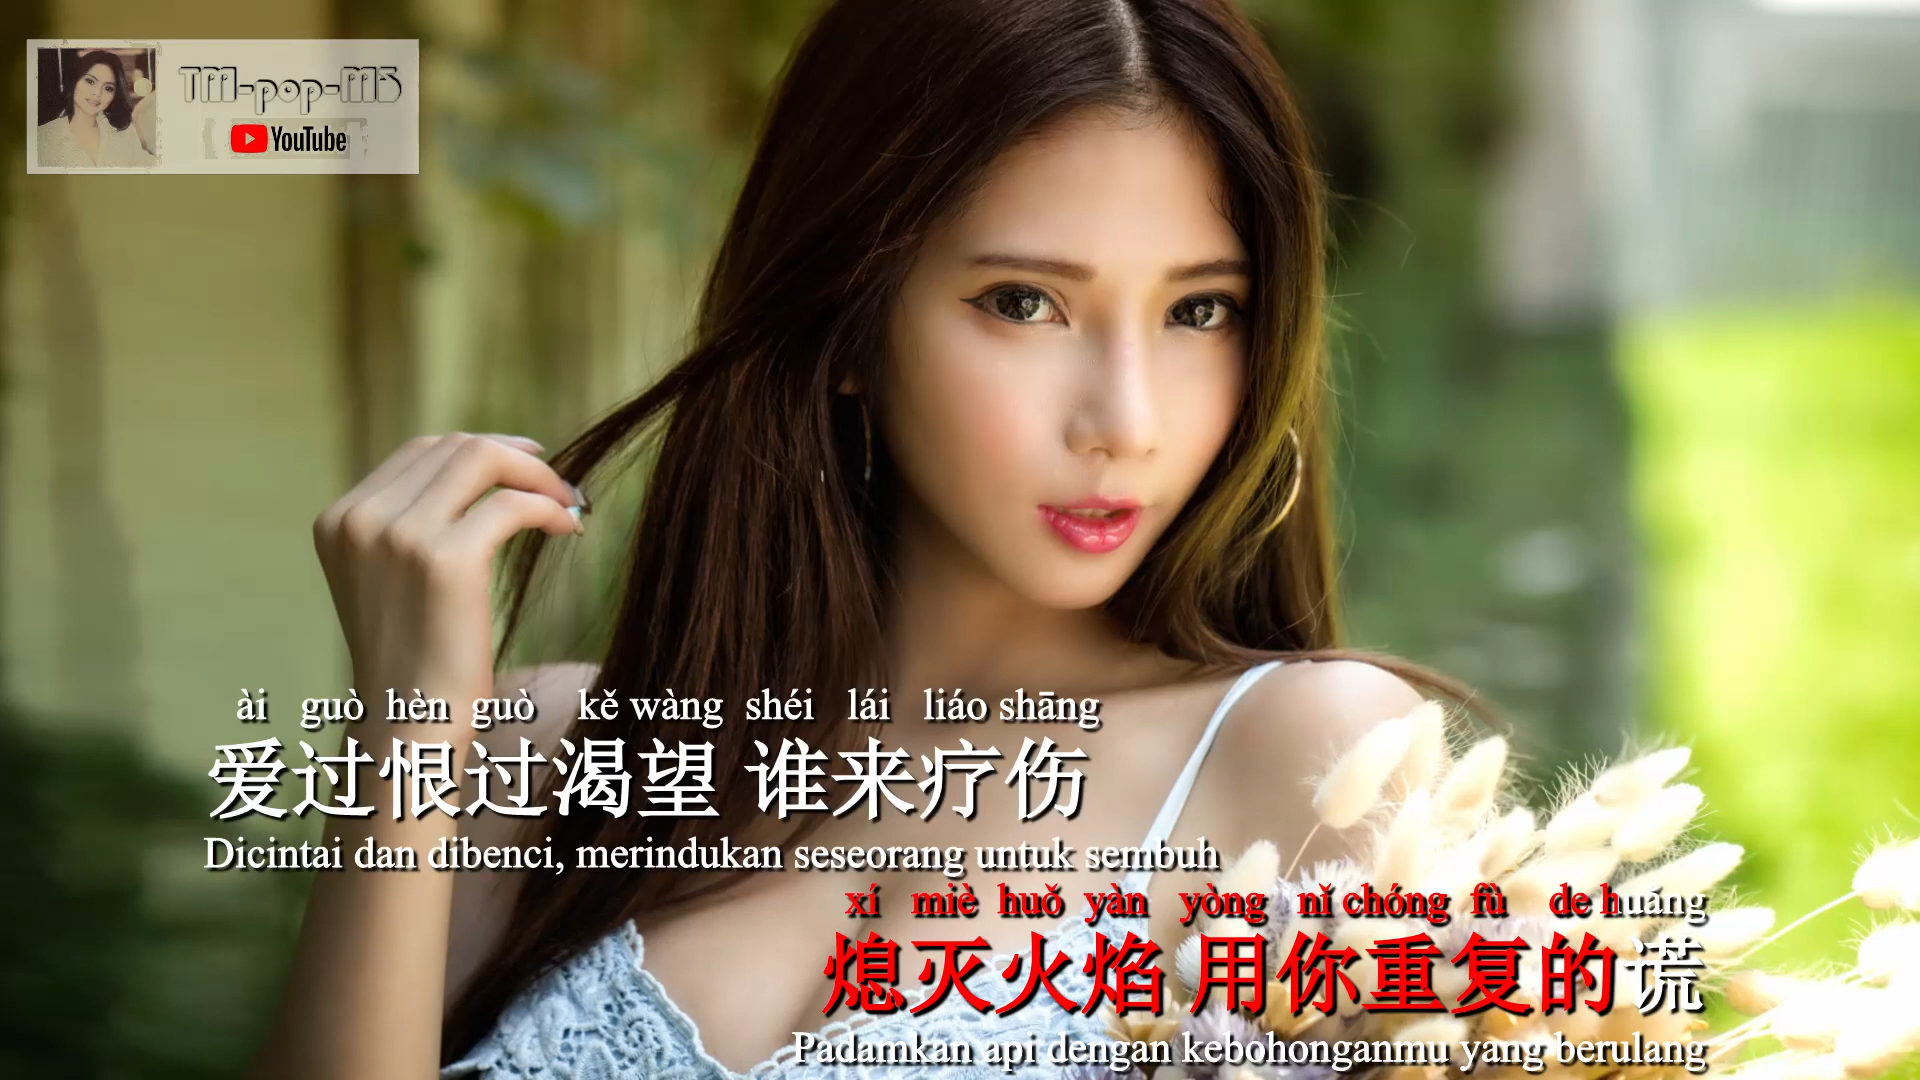 TM-pop-MS
YouTube
ài guò hèn guò kě wàng shéi lái liáo shāng
爱过恨过渴望 谁来疗伤
Dicintai dan dibenci, merindukan seseorang untuk sembuh
xí miè huǒ yàn yòng nǐ chóng fù de huǎng
熄灭火焰 用你重复的谎
Padamkan api dengan kebohonganmu yang berulang